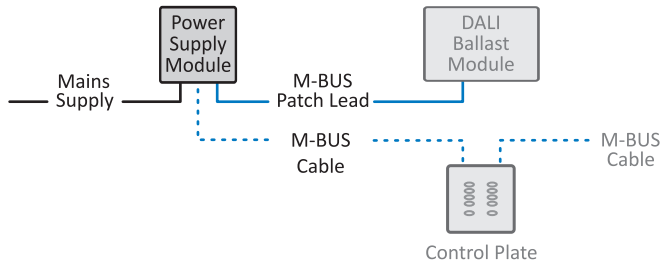 Power
Supply
Module
DALI
Ballast
Module
Mains
Supply
M-BUS
Patch Lead
M-BUS
Cable
M-BUS
Cable
Control Plate